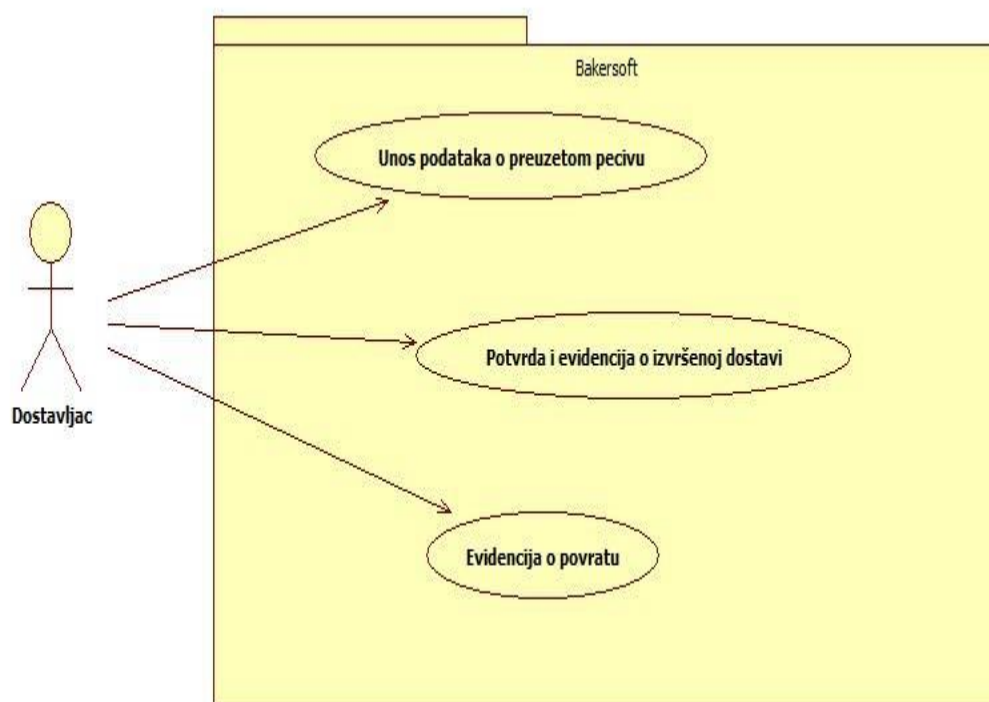 Bakersoft
Unos podataka o preuzetom pecivu
Potvrda i evidencija o izvršenoj dostavi
Dostavljac
Evidencija o povratu